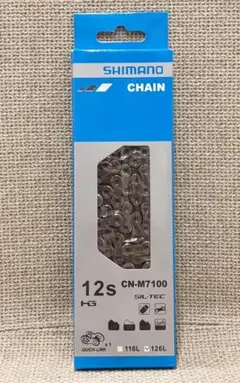 SHIMANO
CHAIN
12s CN-M7100
HG SIL-TEC
QUICK-LINK x1
116L 126L